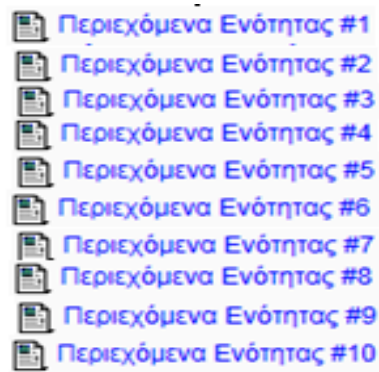 Περιεχόμενα Ενότητας #1
Περιεχόμενα Ενότητας #2
Περιεχόμενα Ενότητας #3
Περιεχόμενα Ενότητας #4
Περιεχόμενα Ενότητας #5
Περιεχόμενα Ενότητας #6
Περιεχόμενα Ενότητας #7
Περιεχόμενα Ενότητας #8
Περιεχόμενα Ενότητας #9
Περιεχόμενα Ενότητας #10